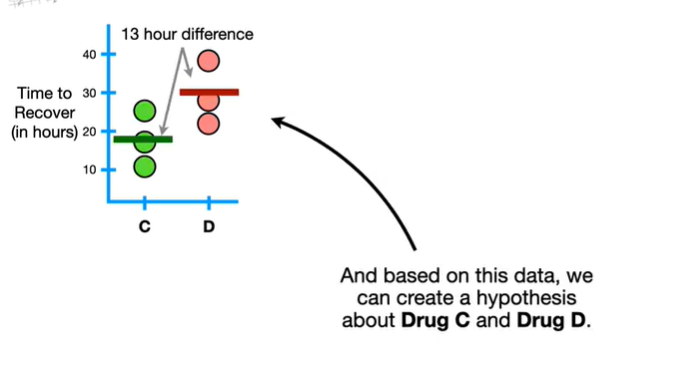 13 hour difference
40
Time to
Recover
(in hours)
30
20
10
C
D
And based on this data, we
can create a hypothesis
about Drug C and Drug D.